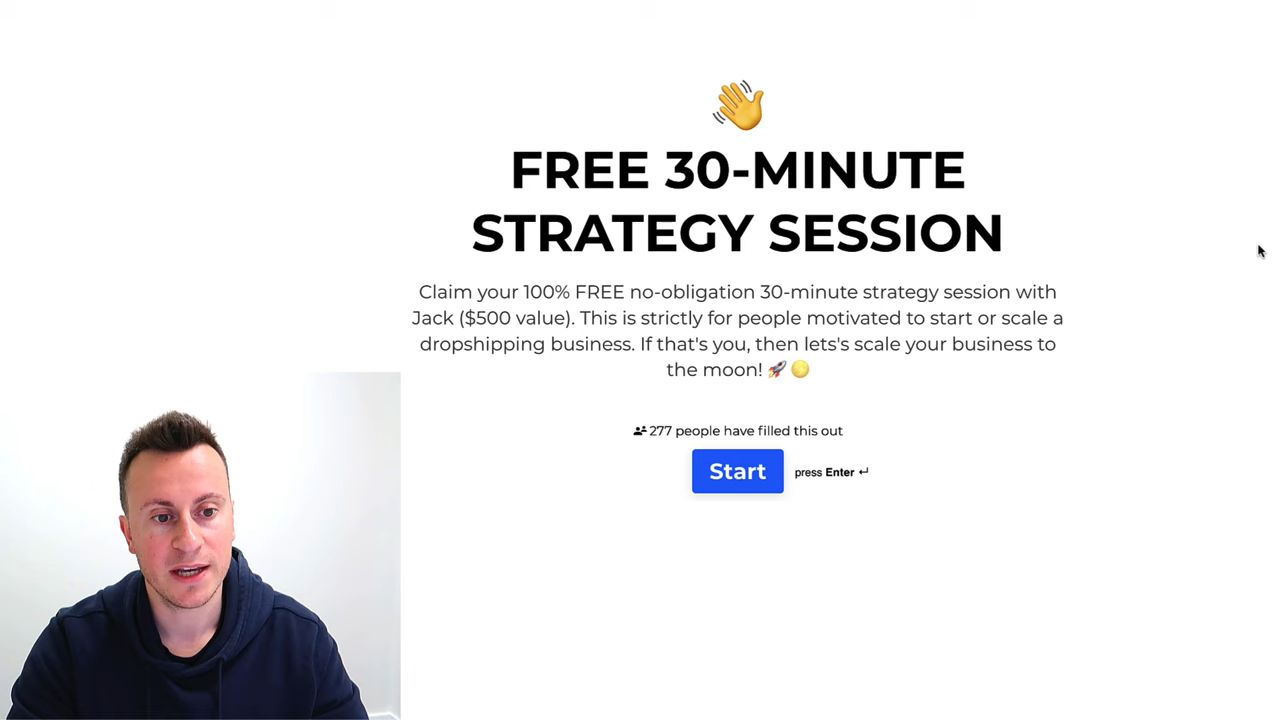 FREE 30-MINUTE
STRATEGY SESSION
Claim your 100% FREE no-obligation 30-minute strategy session with
Jack ($500 value). This is strictly for people motivated to start or scale a
dropshipping business. If that's you, then lets's scale your business to
the moon! 🚀 🌕
277 people have filled this out
Start press Enter ↵